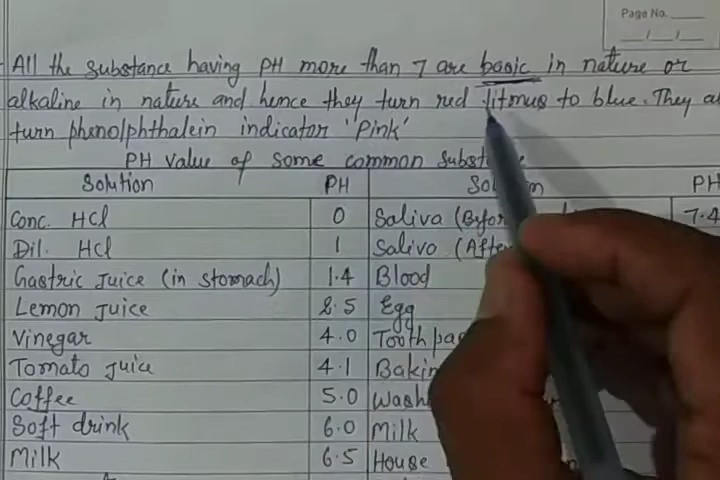 Page No.
All the substance having PH more than 7 are basic in nature or
alkaline in nature and hence they turn red litmus to blue. They
turn phenolphthalein indicator 'Pink'
PH value of some common
Solution PH PH
Conc. HCl 0 Saliva (Before 7.4
Dil. HCl 1 Saliva (After
Gastric Juice (in stomach) 1.4 Blood
Lemon Juice 2.5 Egg
Vinegar 4.0
Tomato Juice 4.1
Coffee 5.0
Soft drink 6.0 Milk
Milk 6.5 House